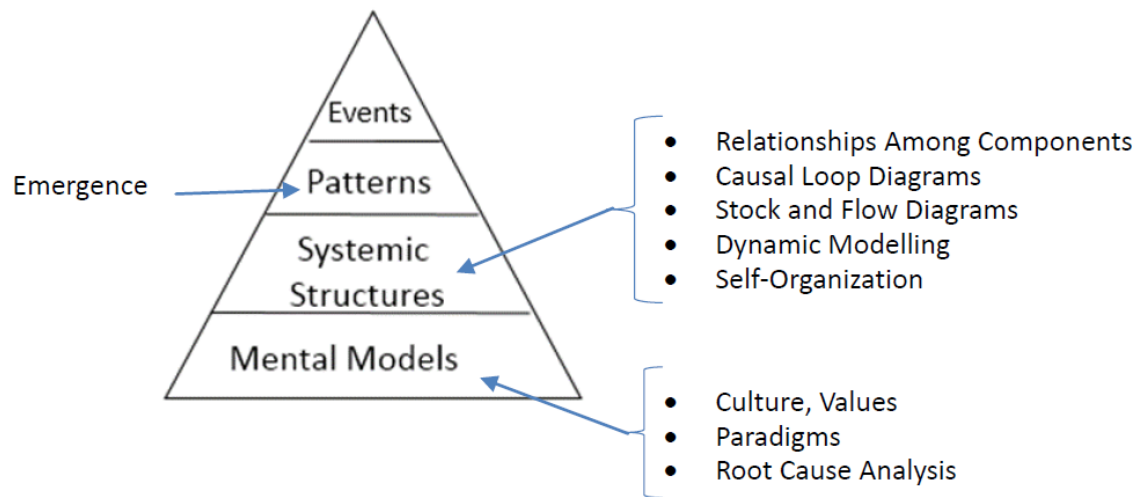 Events
Emergence
Patterns
Systemic
Structures
Mental Models
• Relationships Among Components
• Causal Loop Diagrams
• Stock and Flow Diagrams
• Dynamic Modelling
• Self-Organization
• Culture, Values
• Paradigms
• Root Cause Analysis